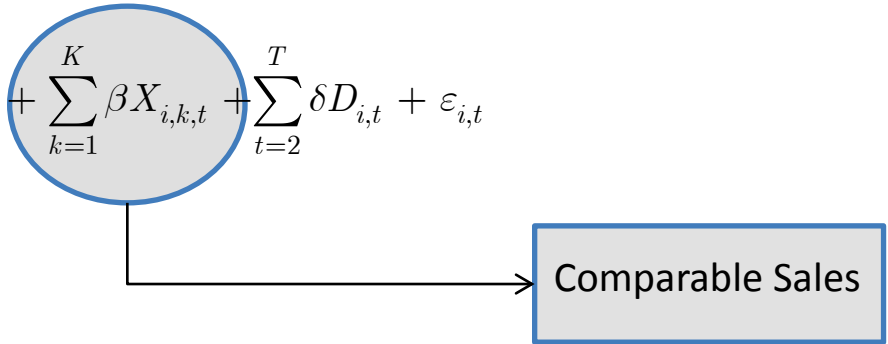 + \sum_{k=1}^{K} \beta X_{i,k,t} + \sum_{t=2}^{T} \delta D_{i,t} + \varepsilon_{i,t}
Comparable Sales